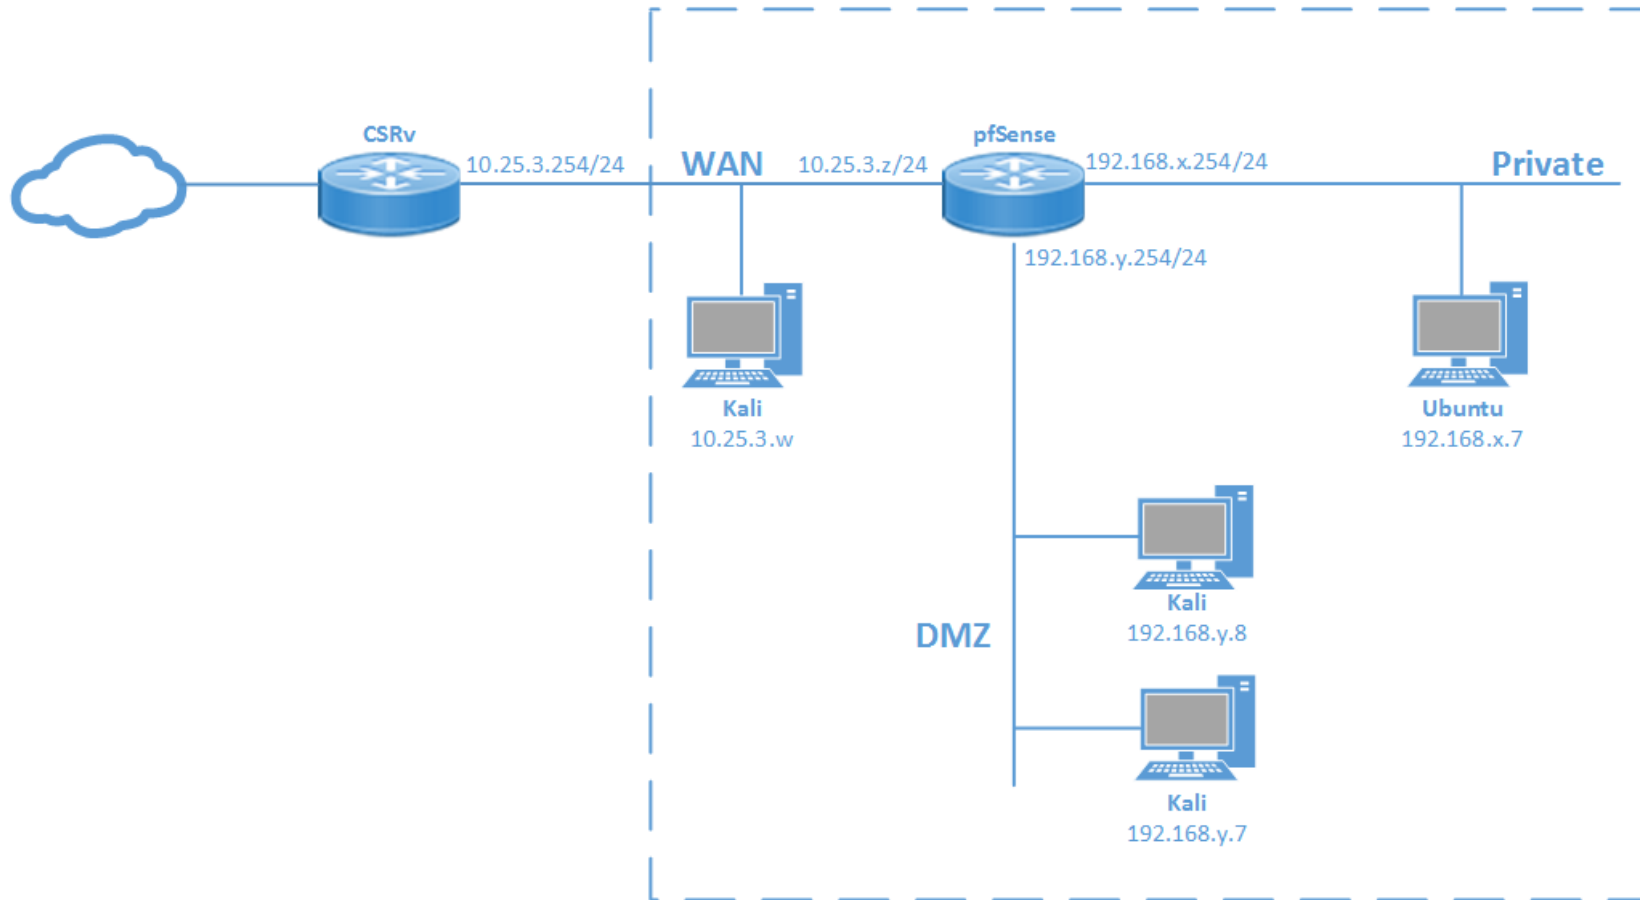 CSRv
10.25.3.254/24
WAN
10.25.3.z/24
pfSense
192.168.x.254/24
Private
192.168.y.254/24
Kali
10.25.3.w
Ubuntu
192.168.x.7
Kali
192.168.y.8
DMZ
Kali
192.168.y.7